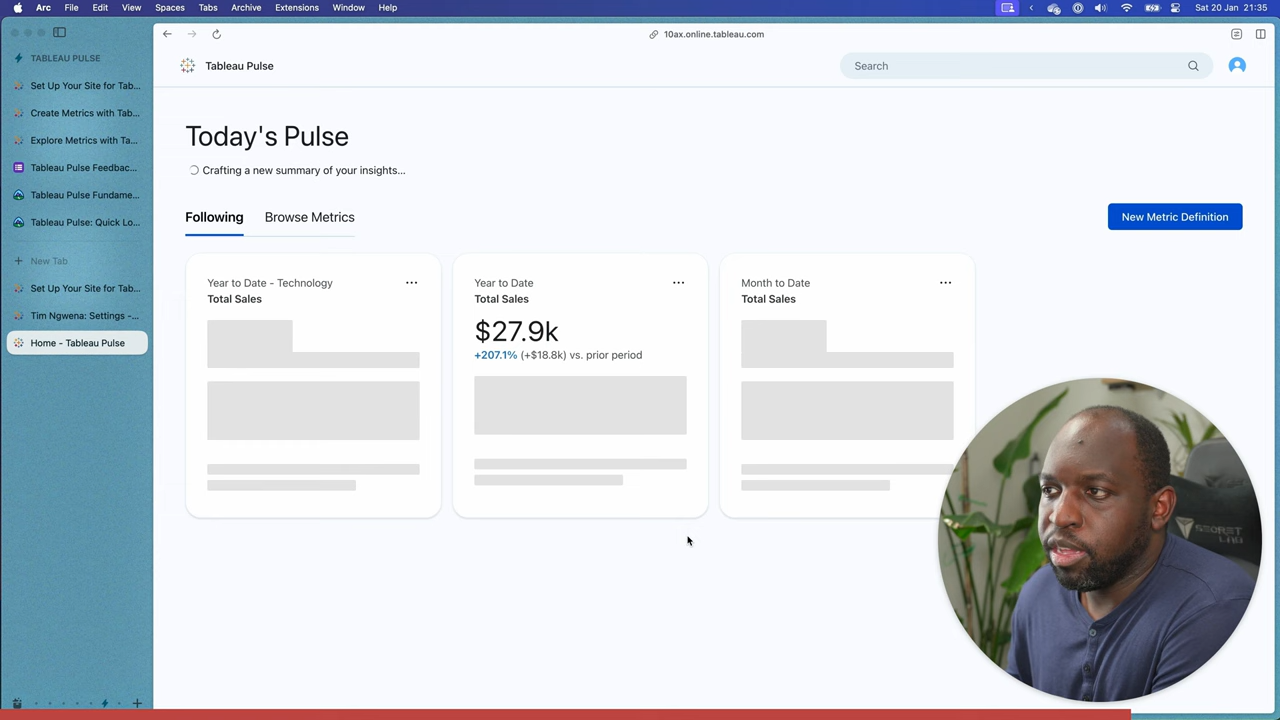 Arc File Edit View Spaces Tabs Archive Extensions Window Help Sat 20 Jan 21:35
TABLEAU PULSE
Set Up Your Site for Tab...
Create Metrics with Tab...
Explore Metrics with Ta...
Tableau Pulse Feedbac...
Tableau Pulse Fundame...
Tableau Pulse: Quick Lo...
New Tab
Set Up Your Site for Tab...
Tim Ngwena: Settings -...
Home - Tableau Pulse
10ax.online.tableau.com
Tableau Pulse
Search
Today's Pulse
Crafting a new summary of your insights...
Following Browse Metrics
New Metric Definition
Year to Date - Technology
Total Sales
Year to Date
Total Sales
$27.9k
+207.1% (+$18.8k) vs. prior period
Month to Date
Total Sales
SECRET
LAB